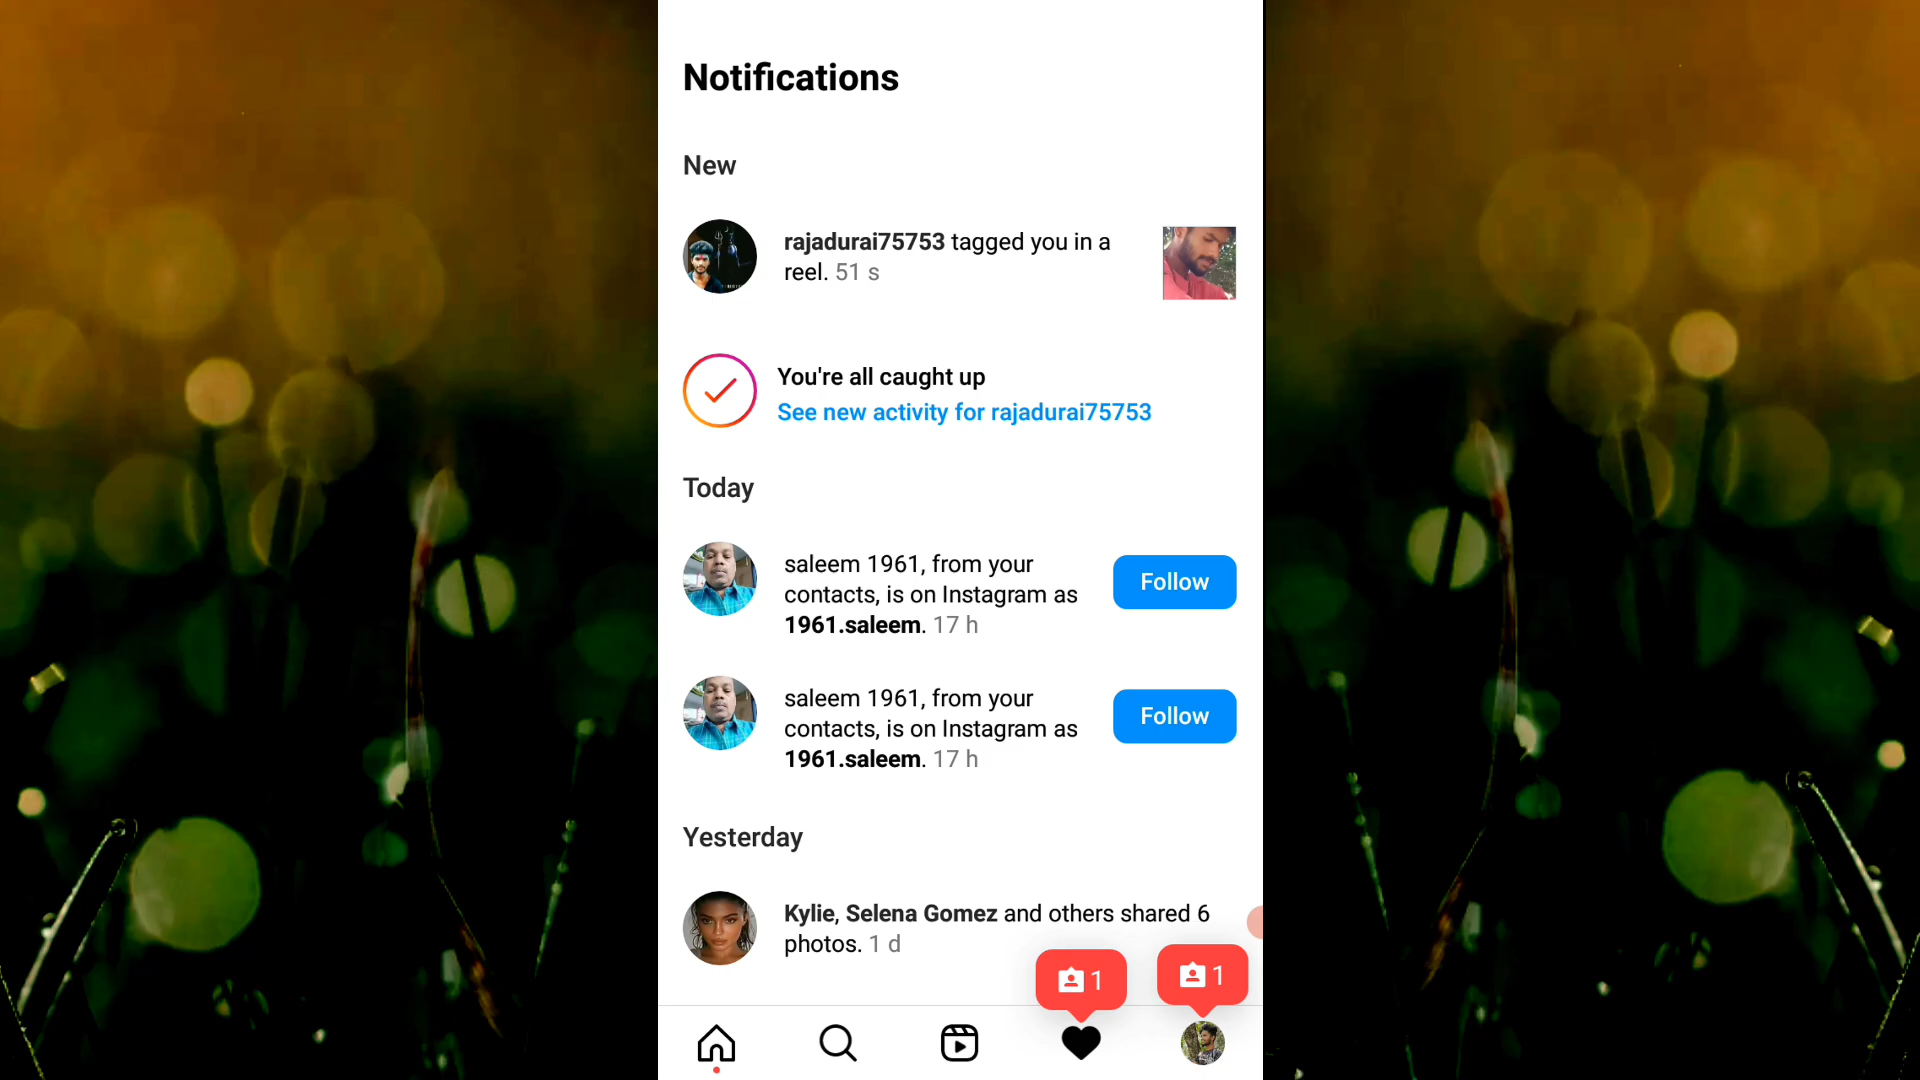 Notifications
New
rajadurai75753 tagged you in a
reel. 51 s
You're all caught up
See new activity for rajadurai75753
Today
saleem 1961, from your
contacts, is on Instagram as
1961.saleem. 17 h
Follow
saleem 1961, from your
contacts, is on Instagram as
1961.saleem. 17 h
Follow
Yesterday
Kylie, Selena Gomez and others shared 6
photos. 1 d
1
1